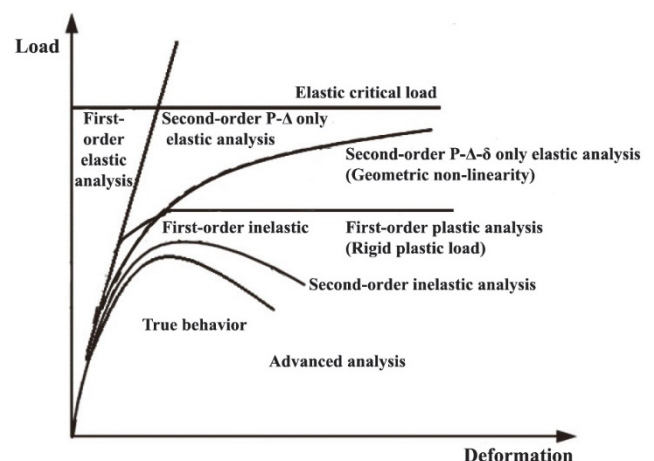 Load
Elastic critical load
First-
order
elastic
analysis
Second-order P-Δ only
elastic analysis
Second-order P-Δ-δ only elastic analysis
(Geometric non-linearity)
First-order inelastic
First-order plastic analysis
(Rigid plastic load)
Second-order inelastic analysis
True behavior
Advanced analysis
Deformation